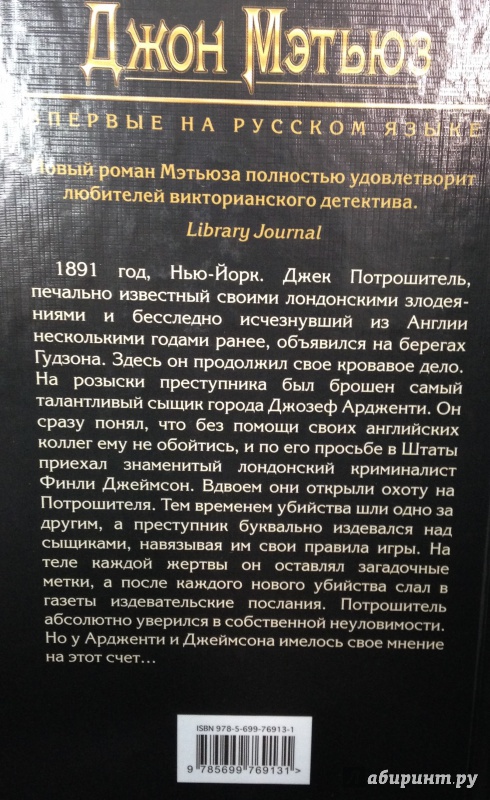 Джон Мэтьюз
ВПЕРВЫЕ НА РУССКОМ ЯЗЫКЕ
Новый роман Мэтьюза полностью удовлетворит
любителей викторианского детектива.
Library Journal
1891 год, Нью-Йорк. Джек Потрошитель,
печально известный своими лондонскими злодея-
ниями и бесследно исчезнувший из Англии
несколькими годами ранее, объявился на берегах
Гудзона. Здесь он продолжил свое кровавое дело.
На розыски преступника был брошен самый
талантливый сыщик города Джозеф Ардженти. Он
сразу понял, что без помощи своих английских
коллег ему не обойтись, и по его просьбе в Штаты
приехал знаменитый лондонский криминалист
Финли Джеймсон. Вдвоем они открыли охоту на
Потрошителя. Тем временем убийства шли одно за
другим, а преступник буквально издевался над
сыщиками, навязывая им свои правила игры. На
теле каждой жертвы он оставлял загадочные
метки, а после каждого нового убийства слал в
газеты издевательские послания. Потрошитель
абсолютно уверился в собственной неуловимости.
Но у Ардженти и Джеймсона имелось свое мнение
на этот счет...
ISBN 978-5-699-76913-1
9 785699 769131 >
абиринт.ру